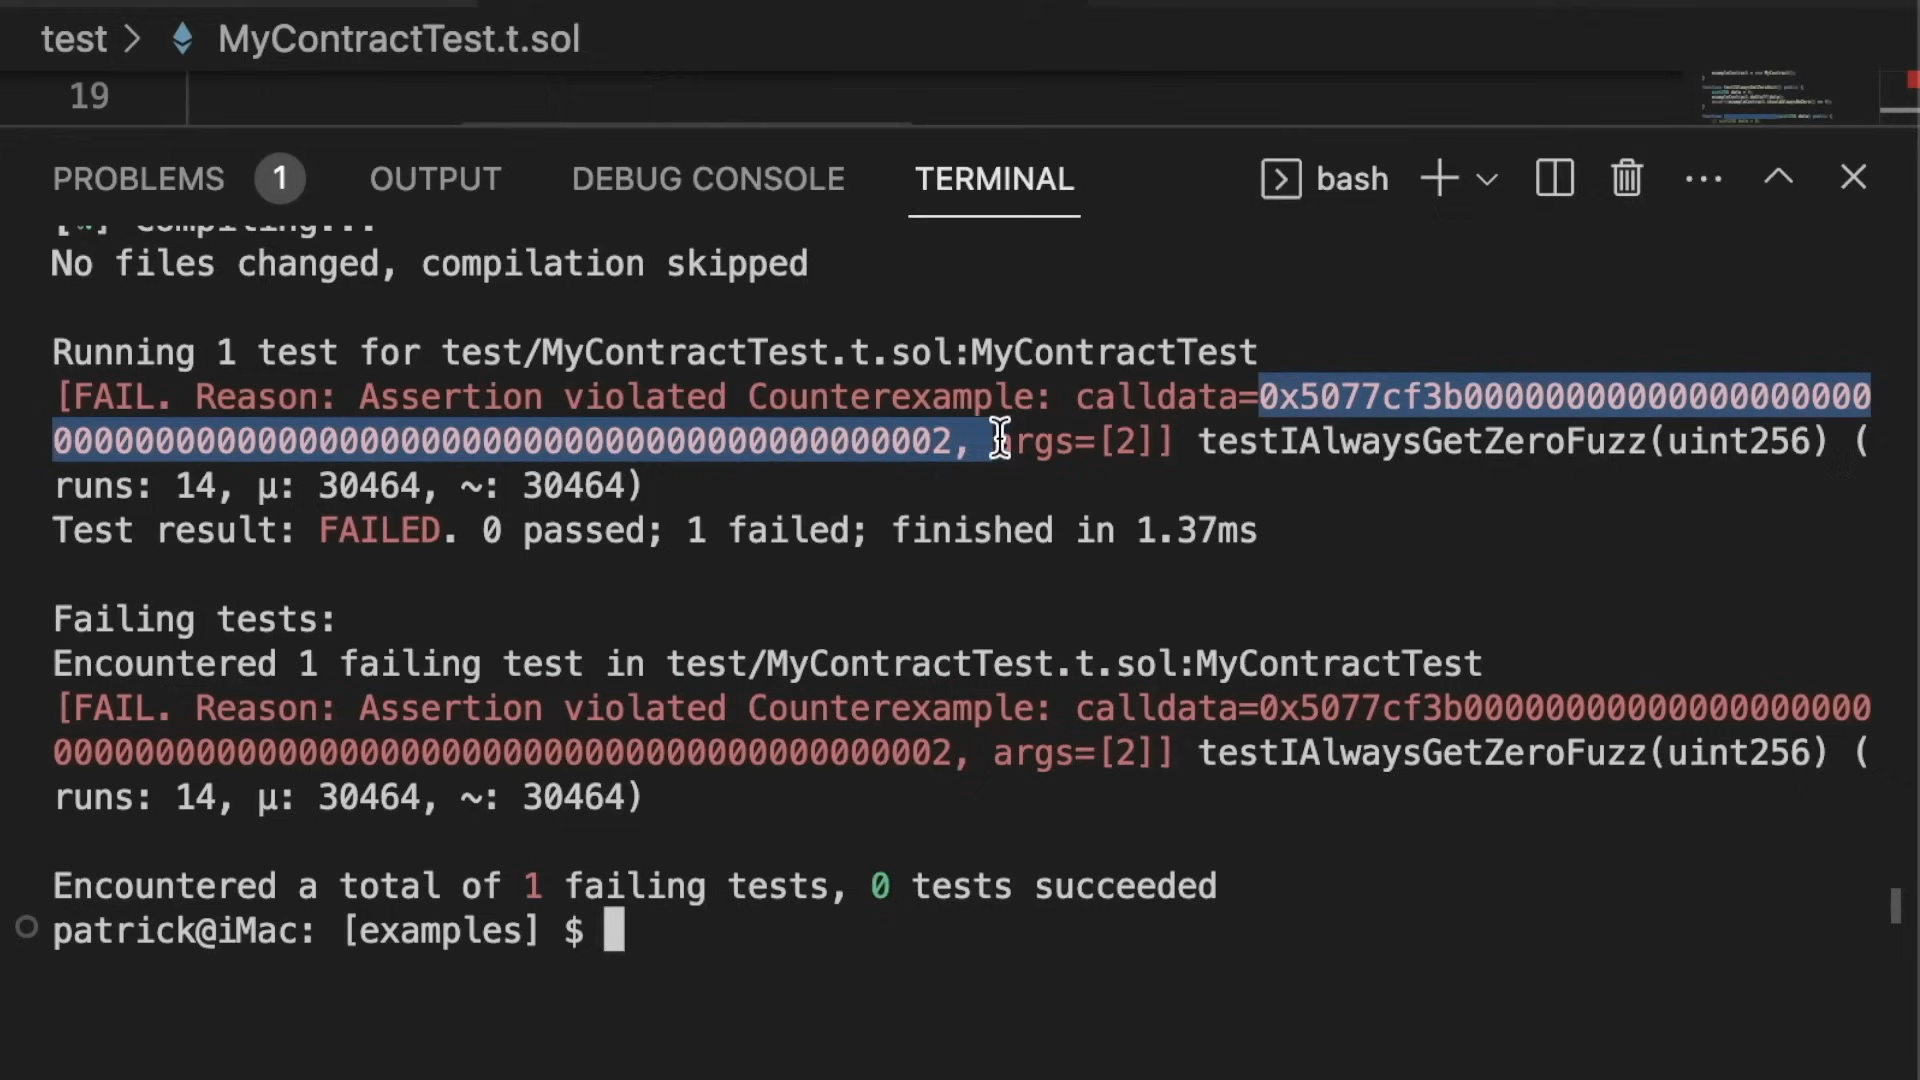 test > MyContractTest.t.sol
19
PROBLEMS 1 OUTPUT DEBUG CONSOLE TERMINAL bash
Compiling...
No files changed, compilation skipped
Running 1 test for test/MyContractTest.t.sol:MyContractTest
[FAIL. Reason: Assertion violated Counterexample: calldata=0x5077cf3b00000000000000000000
00000000000000000000000000000000000000000002, args=[2]] testIAlwaysGetZeroFuzz(uint256) (
runs: 14, μ: 30464, ~: 30464)
Test result: FAILED. 0 passed; 1 failed; finished in 1.37ms
Failing tests:
Encountered 1 failing test in test/MyContractTest.t.sol:MyContractTest
[FAIL. Reason: Assertion violated Counterexample: calldata=0x5077cf3b00000000000000000000
00000000000000000000000000000000000000000002, args=[2]] testIAlwaysGetZeroFuzz(uint256) (
runs: 14, μ: 30464, ~: 30464)
Encountered a total of 1 failing tests, 0 tests succeeded
patrick@iMac: [examples] $